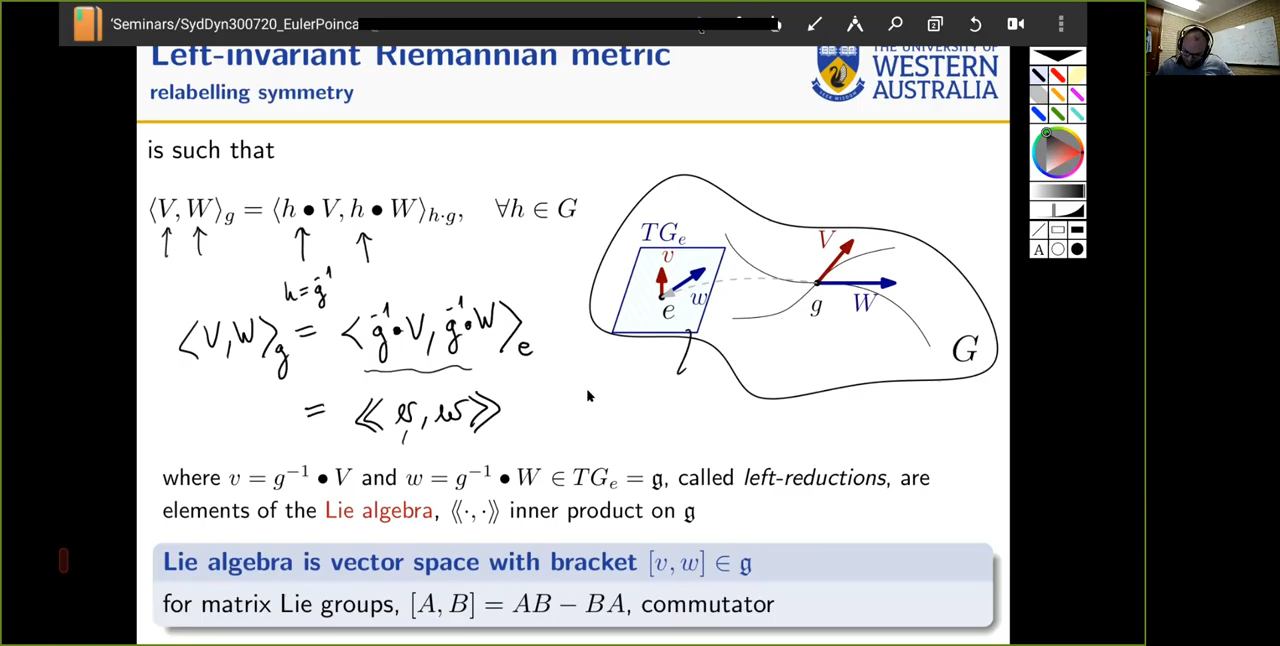 'Seminars/SydDyn300720_EulerPoinca
Left-invariant Riemannian metric
THE UNIVERSITY OF
WESTERN
AUSTRALIA
relabelling symmetry
is such that
⟨V, W⟩_g = ⟨h • V, h • W⟩_{h·g}, ∀h ∈ G
h = g⁻¹
⟨V, W⟩_g = ⟨g⁻¹ • V, g⁻¹ • W⟩_e
= ⟪v, w⟫
TG_e
v
w
e
V
W
g
G
where v = g⁻¹ • V and w = g⁻¹ • W ∈ TG_e = 𝔤, called left-reductions, are
elements of the Lie algebra, ⟪·, ·⟫ inner product on 𝔤
Lie algebra is vector space with bracket [v, w] ∈ 𝔤
for matrix Lie groups, [A, B] = AB − BA, commutator
A